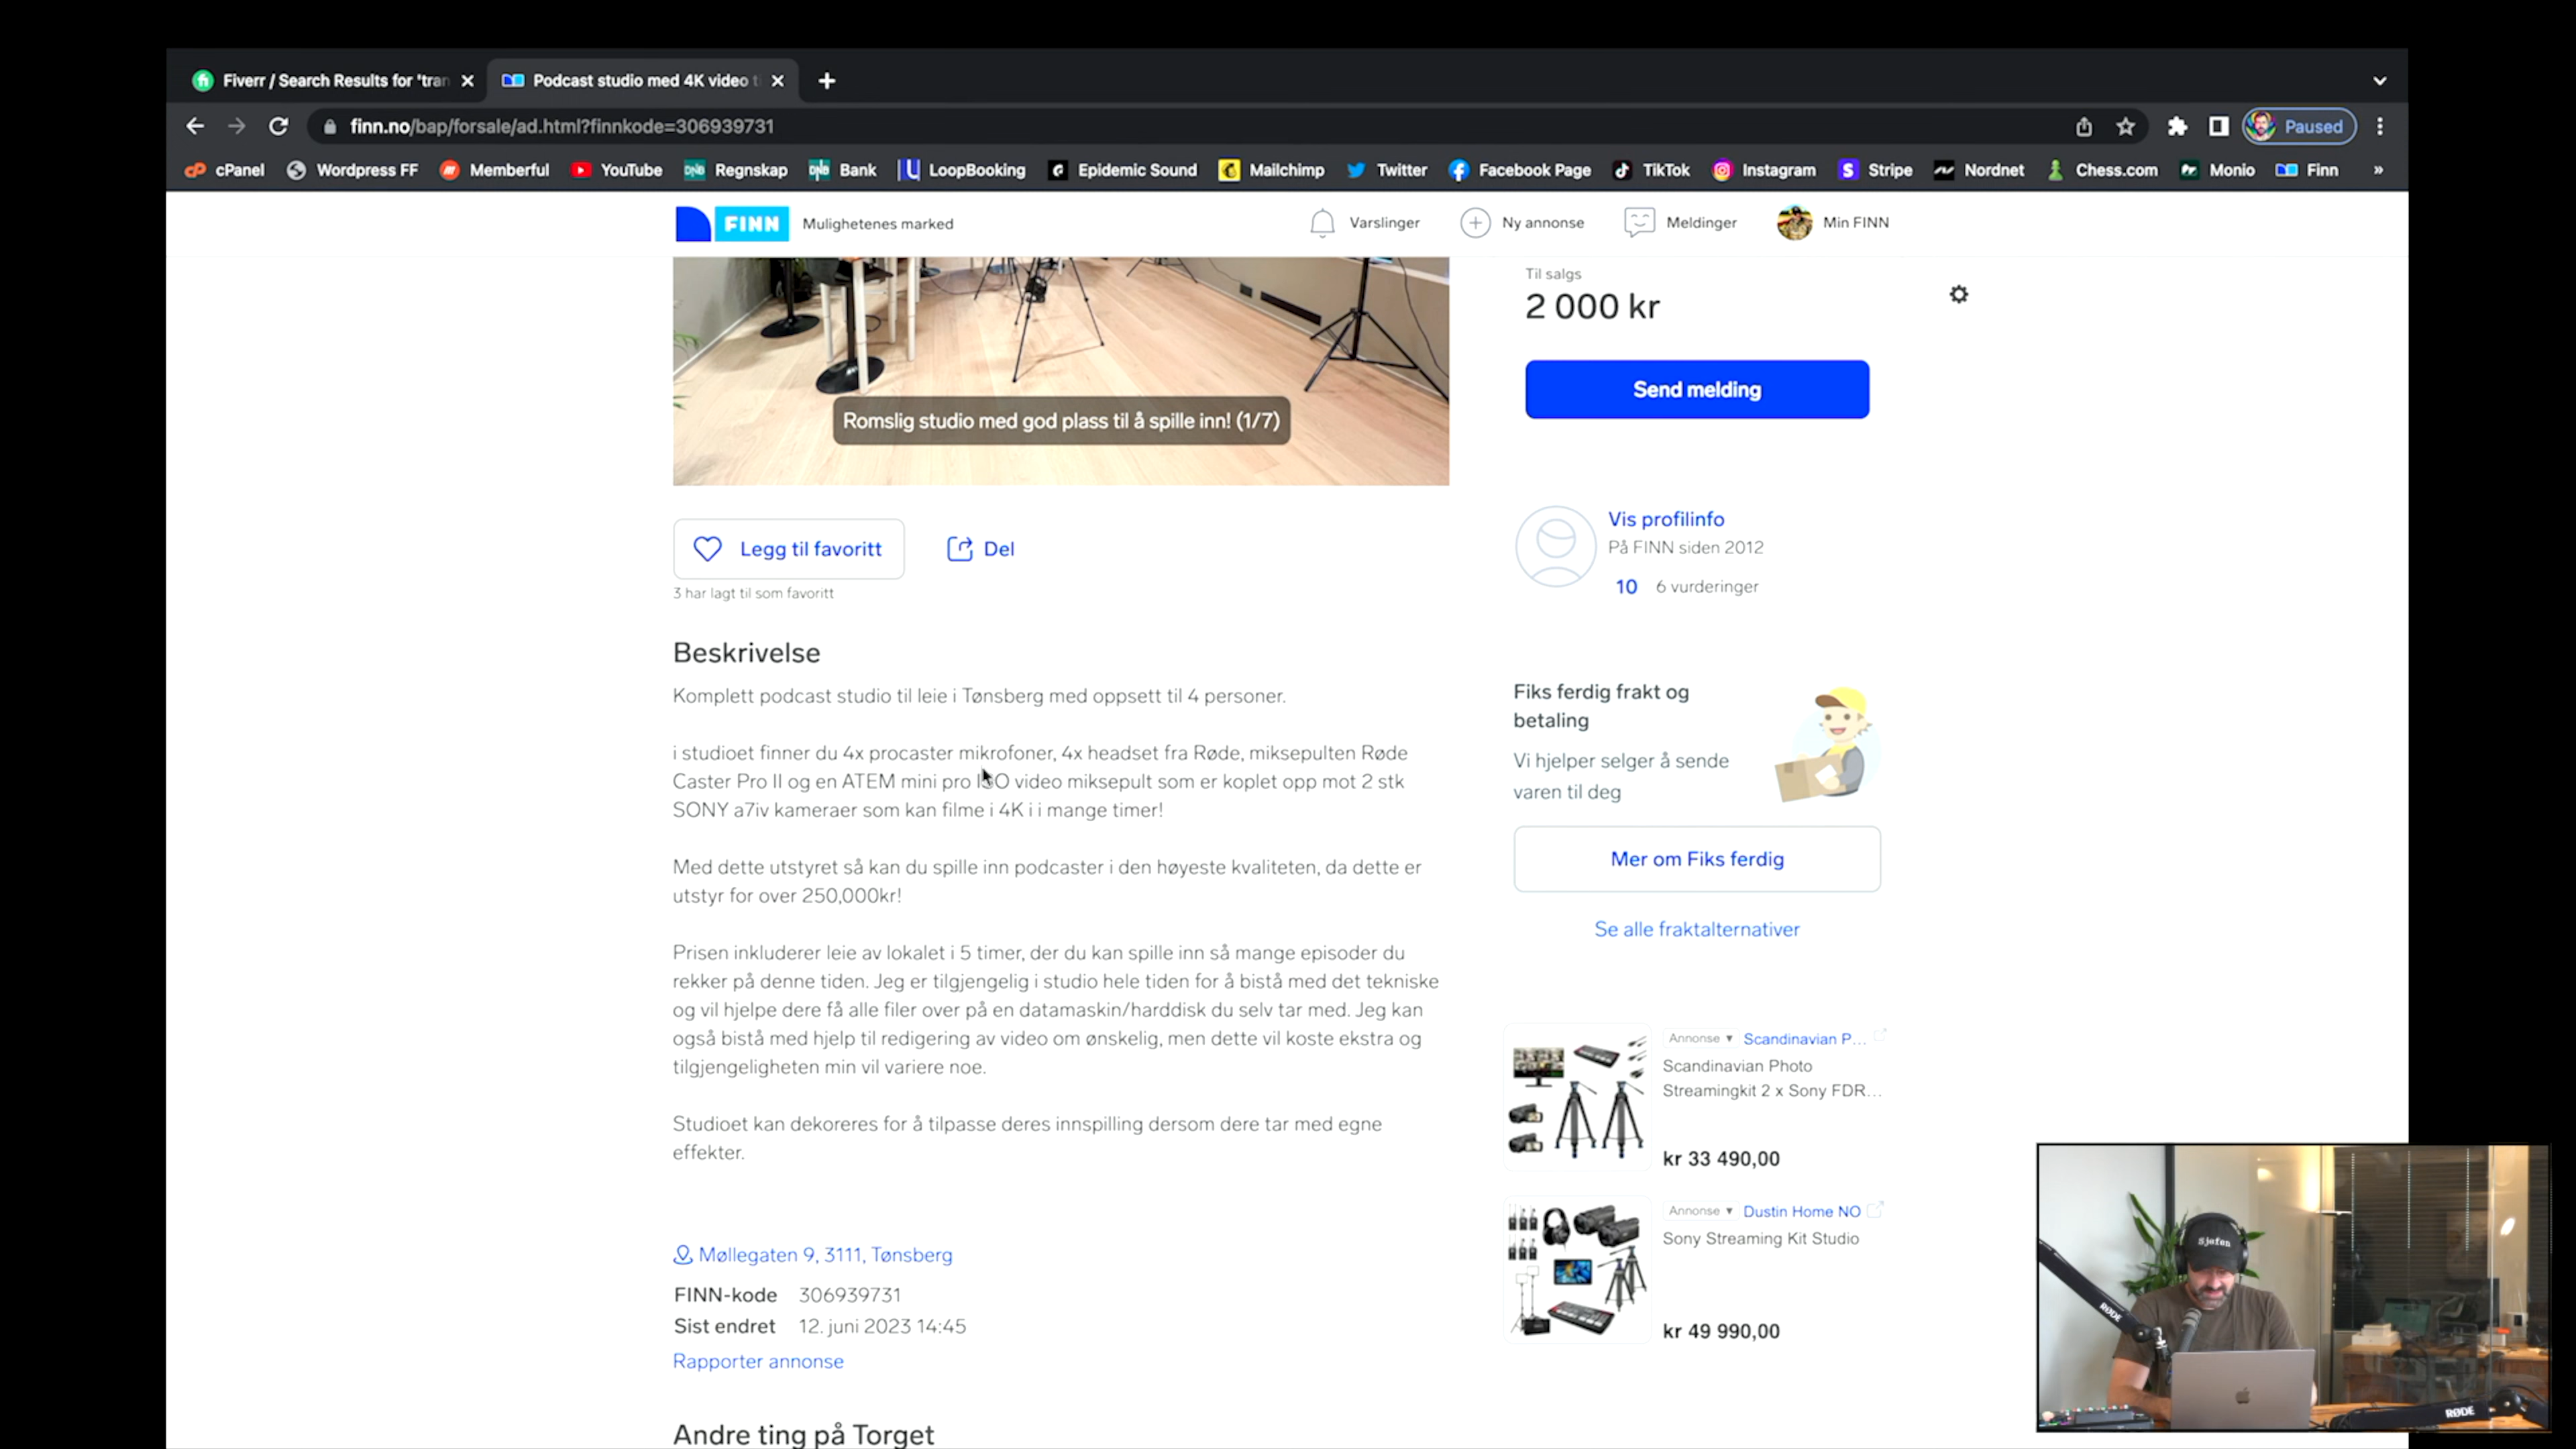 Fiverr / Search Results for 'tran
Podcast studio med 4K video t
finn.no/bap/forsale/ad.html?finnkode=306939731
Paused
cPanel
Wordpress FF
Memberful
YouTube
DNB
Regnskap
DNB
Bank
LoopBooking
Epidemic Sound
Mailchimp
Twitter
Facebook Page
TikTok
Instagram
Stripe
Nordnet
Chess.com
Monio
Finn
»
FINN
Mulighetenes marked
Varslinger
Ny annonse
Meldinger
Min FINN
Romslig studio med god plass til å spille inn! (1/7)
Til salgs
2 000 kr
Send melding
Legg til favoritt
Del
3 har lagt til som favoritt
Vis profilinfo
På FINN siden 2012
10 6 vurderinger
Beskrivelse
Komplett podcast studio til leie i Tønsberg med oppsett til 4 personer.
i studioet finner du 4x procaster mikrofoner, 4x headset fra Røde, miksepulten Røde
Caster Pro II og en ATEM mini pro ISO video miksepult som er koplet opp mot 2 stk
SONY a7iv kameraer som kan filme i 4K i i mange timer!
Med dette utstyret så kan du spille inn podcaster i den høyeste kvaliteten, da dette er
utstyr for over 250,000kr!
Prisen inkluderer leie av lokalet i 5 timer, der du kan spille inn så mange episoder du
rekker på denne tiden. Jeg er tilgjengelig i studio hele tiden for å bistå med det tekniske
og vil hjelpe dere få alle filer over på en datamaskin/harddisk du selv tar med. Jeg kan
også bistå med hjelp til redigering av video om ønskelig, men dette vil koste ekstra og
tilgjengeligheten min vil variere noe.
Studioet kan dekoreres for å tilpasse deres innspilling dersom dere tar med egne
effekter.
Møllegaten 9, 3111, Tønsberg
FINN-kode 306939731
Sist endret 12. juni 2023 14:45
Rapporter annonse
Andre ting på Torget
Fiks ferdig frakt og
betaling
Vi hjelper selger å sende
varen til deg
Mer om Fiks ferdig
Se alle fraktalternativer
Annonse ▼ Scandinavian P...
Scandinavian Photo
Streamingkit 2 x Sony FDR...
kr 33 490,00
Annonse ▼ Dustin Home NO
Sony Streaming Kit Studio
kr 49 990,00
Sjefen
RØDE
RØDE